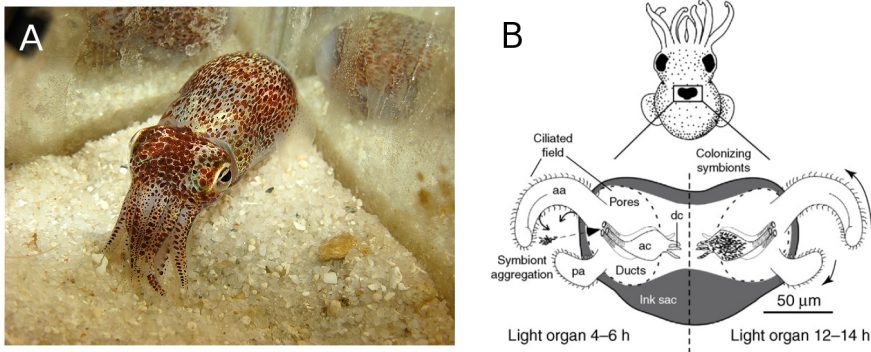 A
B
Ciliated
field
Colonizing
symbionts
aa
Pores
dc
ac
Symbiont
aggregation
pa
Ducts
Ink sac
50 µm
Light organ 4–6 h
Light organ 12–14 h